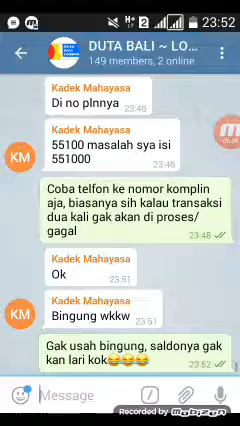 23:52
DUTA BALI ~ LO...
149 members, 2 online
Kadek Mahayasa
Di no plnnya
23:46
Kadek Mahayasa
55100 masalah sya isi
551000
23:46
KM
Coba telfon ke nomor komplin
aja, biasanya sih kalau transaksi
dua kali gak akan di proses/
gagal
23:48
Kadek Mahayasa
Ok
23:51
Kadek Mahayasa
Bingung wkkw
23:51
KM
Gak usah bingung, saldonya gak
kan lari kok😂😂😂
23:52
Message
Recorded by mobizen